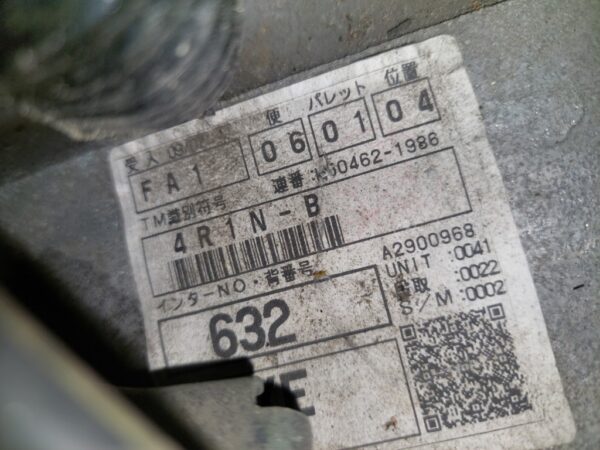 便 パレット 位置
受入
FA1 06 01 04
連番:
60462-1986
TM識別符号
4R1N-B
インターNO・背番号
632
A2900968
UNIT :0041
:0022
S/M:0002
E